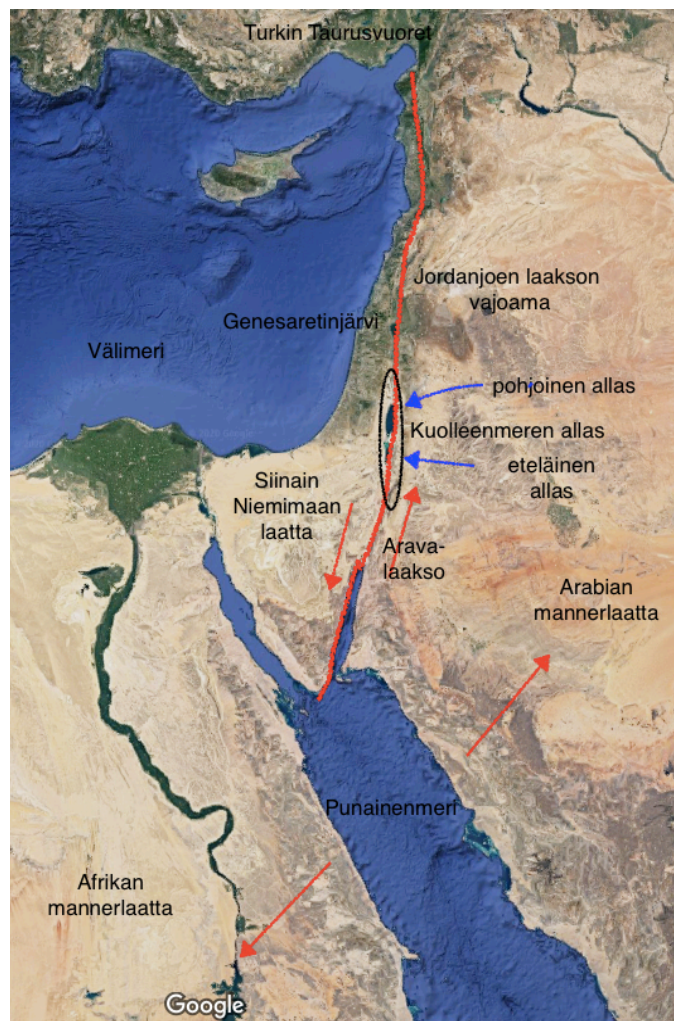 Turkin Taurusvuoret
Jordanjoen laakson
vajoama
Genesaretinjärvi
Välimeri
pohjoinen allas
Kuolleenmeren allas
eteläinen
allas
Siinain
Niemimaan
laatta
Arava-
laakso
Arabian
mannerlaatta
Punainenmeri
Afrikan
mannerlaatta
Google